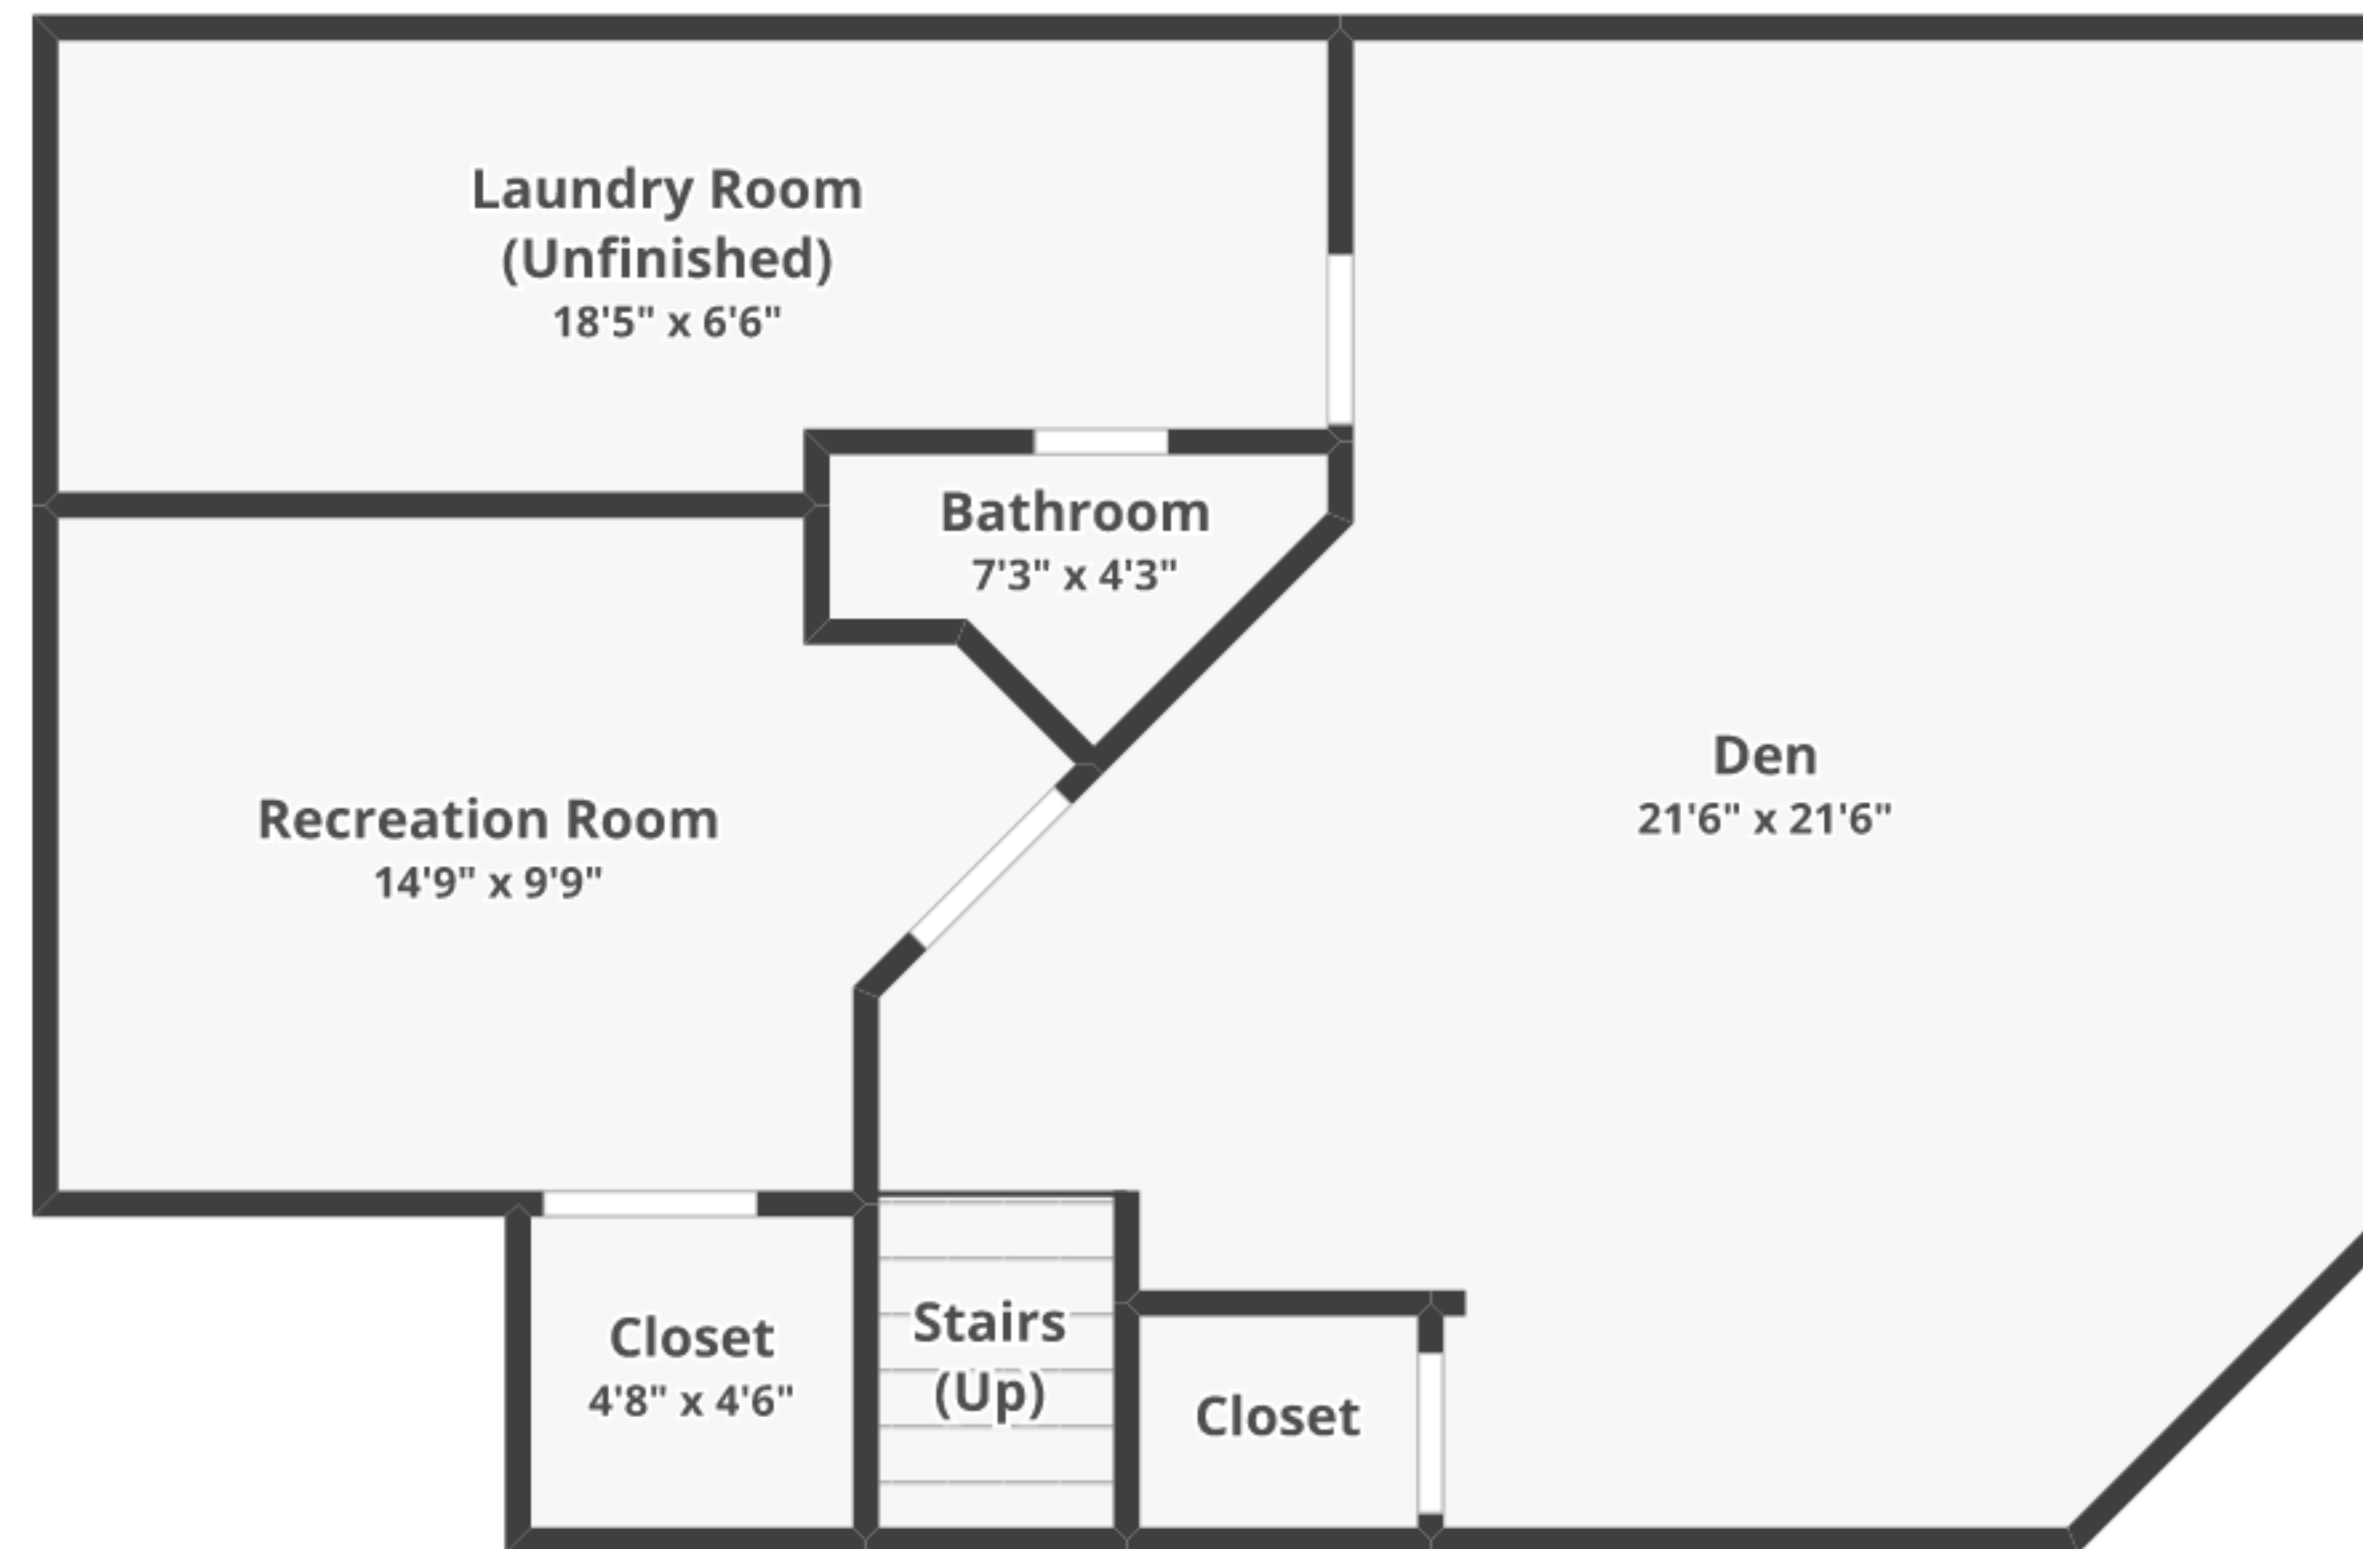 Laundry Room
(Unfinished)
18'5" x 6'6"
Bathroom
7'3" x 4'3"
Den
21'6" x 21'6"
Recreation Room
14'9" x 9'9"
Closet
4'8" x 4'6"
Stairs
(Up)
Closet